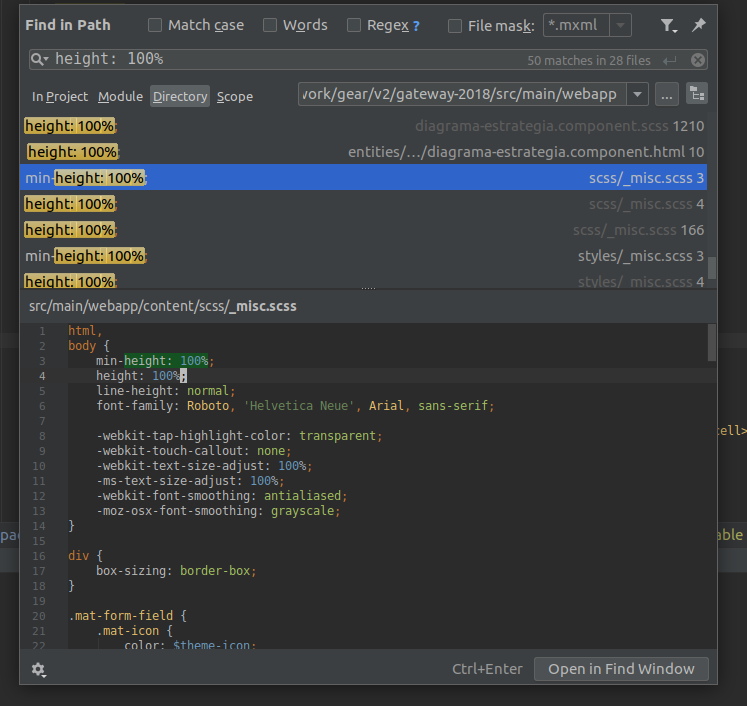 Find in Path Match case Words Regex ? File mask: *.mxml
height: 100% 50 matches in 28 files
In Project Module Directory Scope work/gear/v2/gateway-2018/src/main/webapp ...
height: 100%; diagrama-estrategia.component.scss 1210
height: 100%; entities/.../diagrama-estrategia.component.html 10
min-height: 100%; scss/_misc.scss 3
height: 100%; scss/_misc.scss 4
height: 100%; scss/_misc.scss 166
min-height: 100%; styles/_misc.scss 3
height: 100%; styles/_misc.scss 4
src/main/webapp/content/scss/_misc.scss
1 html,
2 body {
3 min-height: 100%;
4 height: 100%;
5 line-height: normal;
6 font-family: Roboto, 'Helvetica Neue', Arial, sans-serif;
7
8 -webkit-tap-highlight-color: transparent;
9 -webkit-touch-callout: none;
10 -webkit-text-size-adjust: 100%;
11 -ms-text-size-adjust: 100%;
12 -webkit-font-smoothing: antialiased;
13 -moz-osx-font-smoothing: grayscale;
14 }
15
16 div {
17 box-sizing: border-box;
18 }
19
20 .mat-form-field {
21 .mat-icon {
22 color: $theme-icon;
Ctrl+Enter Open in Find Window